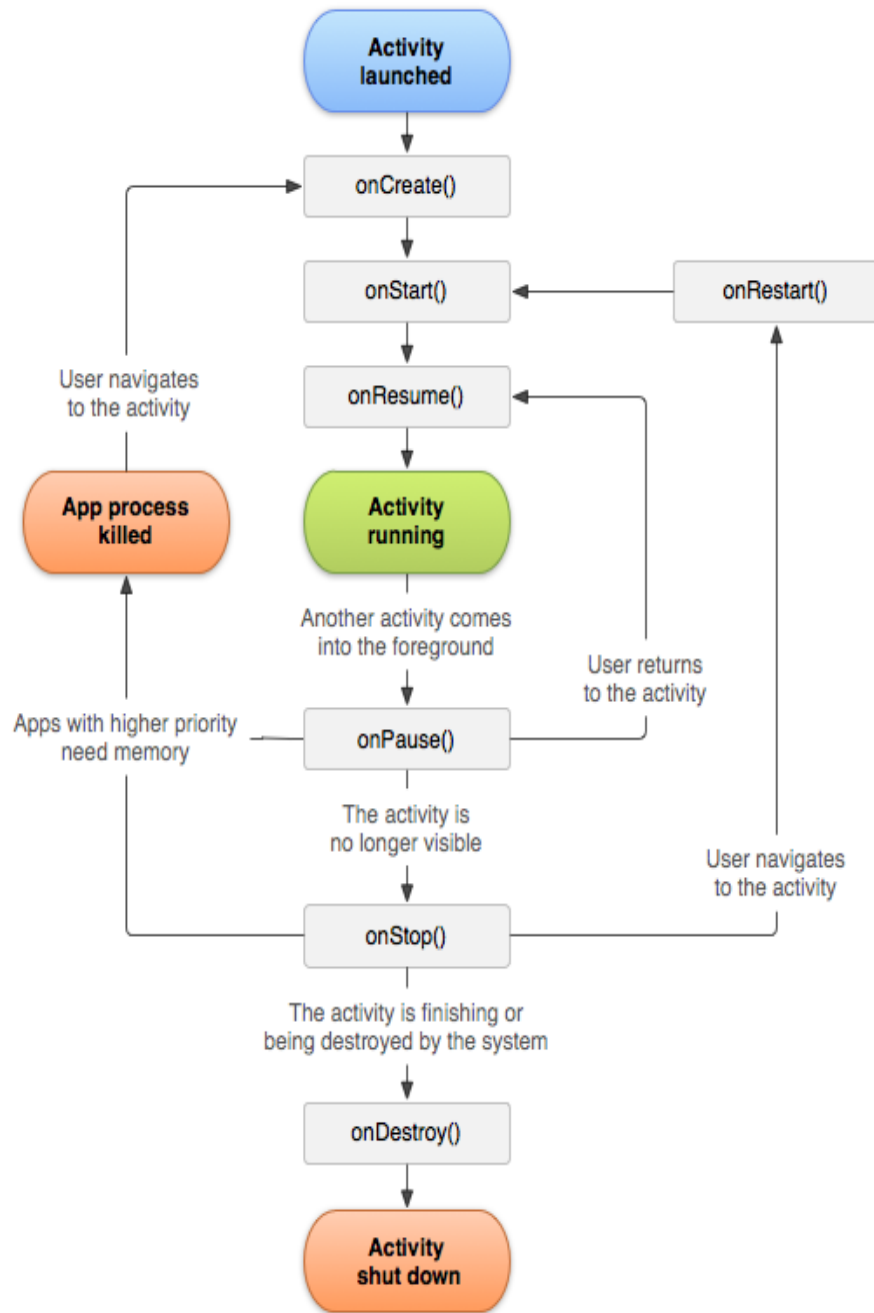 Activity
launched
onCreate()
onStart()
onRestart()
User navigates
to the activity
onResume()
App process
killed
Activity
running
Another activity comes
into the foreground
User returns
to the activity
Apps with higher priority
need memory
onPause()
The activity is
no longer visible
User navigates
to the activity
onStop()
The activity is finishing or
being destroyed by the system
onDestroy()
Activity
shut down